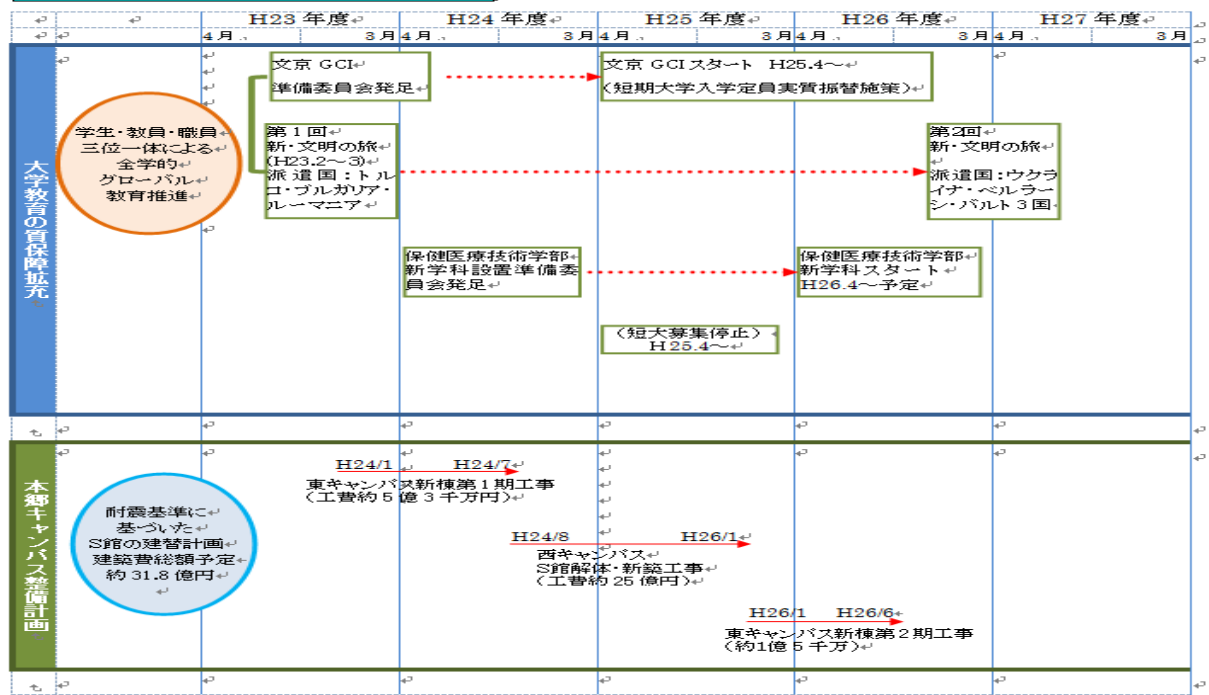 H23 年度 H24 年度 H25 年度 H26 年度 H27 年度
4月 3月 4月 3月 4月 3月 4月 3月 4月 3月
大学教育の質保障拡充
学生・教員・職員
三位一体による
全学的
グローバル
教育推進
文京 GCI
準備委員会発足
文京 GCI スタート H25.4～
(短期大学入学定員実質振替施策)
第1回
新・文明の旅
(H23.2～3)
派遣国:トル
コ・ブルガリア・
ルーマニア
第2回
新・文明の旅
派遣国:ウクラ
イナ・ベルラー
シ・バルト3国
保健医療技術学部
新学科設置準備委
員会発足
保健医療技術学部
新学科スタート
H26.4～予定
(短大募集停止)
H25.4～
本郷キャンパス整備計画
耐震基準に
基づいた
S館の建替計画
建築費総額予定
約31.8億円
H24/1 H24/7
東キャンパス新棟第1期工事
(工費約5億3千万円)
H24/8 H26/1
西キャンパス
S館解体・新築工事
(工費約25億円)
H26/1 H26/6
東キャンパス新棟第2期工事
(約1億5千万)